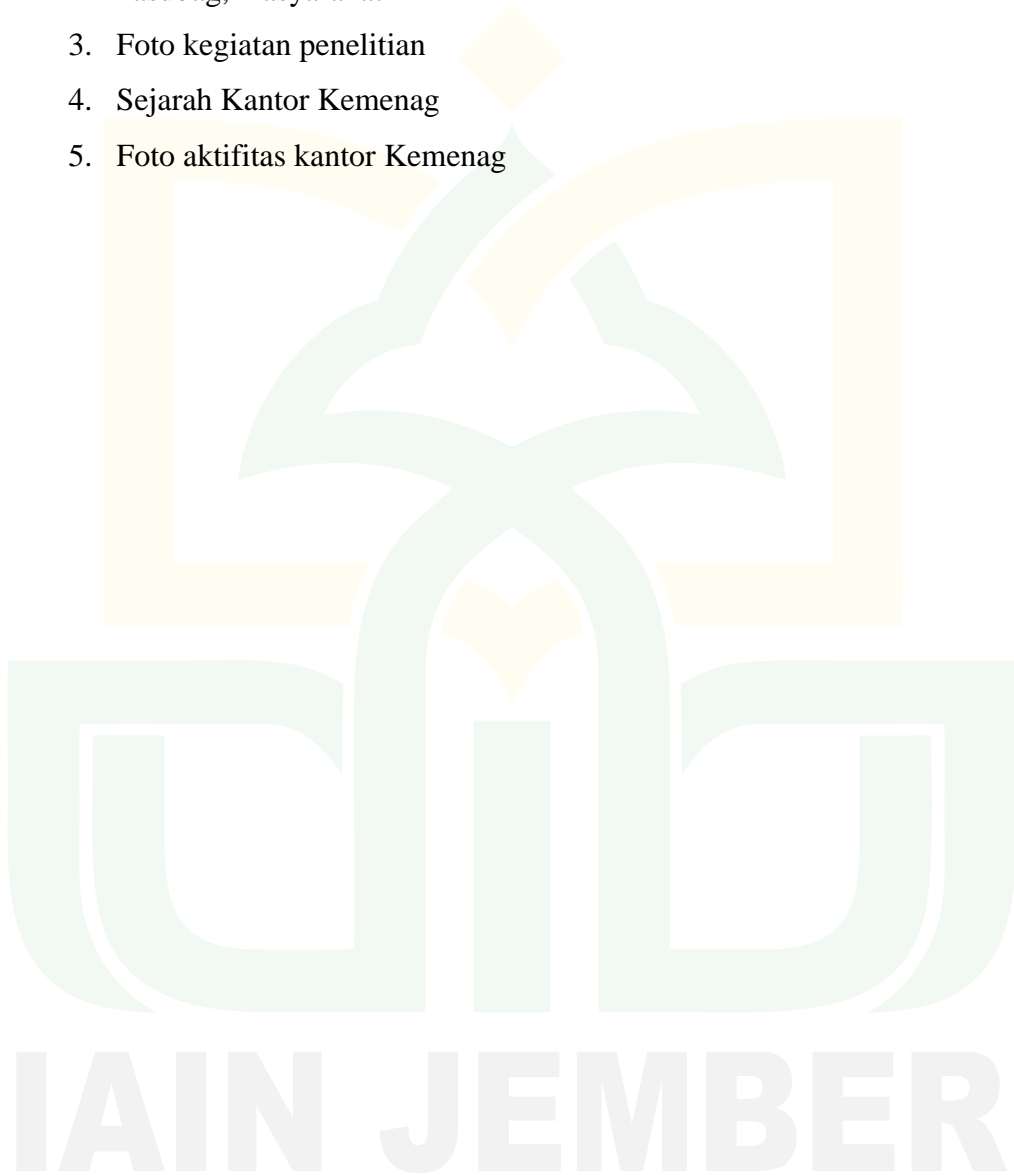 3. Foto kegiatan penelitian
4. Sejarah Kantor Kemenag
5. Foto aktifitas kantor Kemenag
IAIN JEMBER